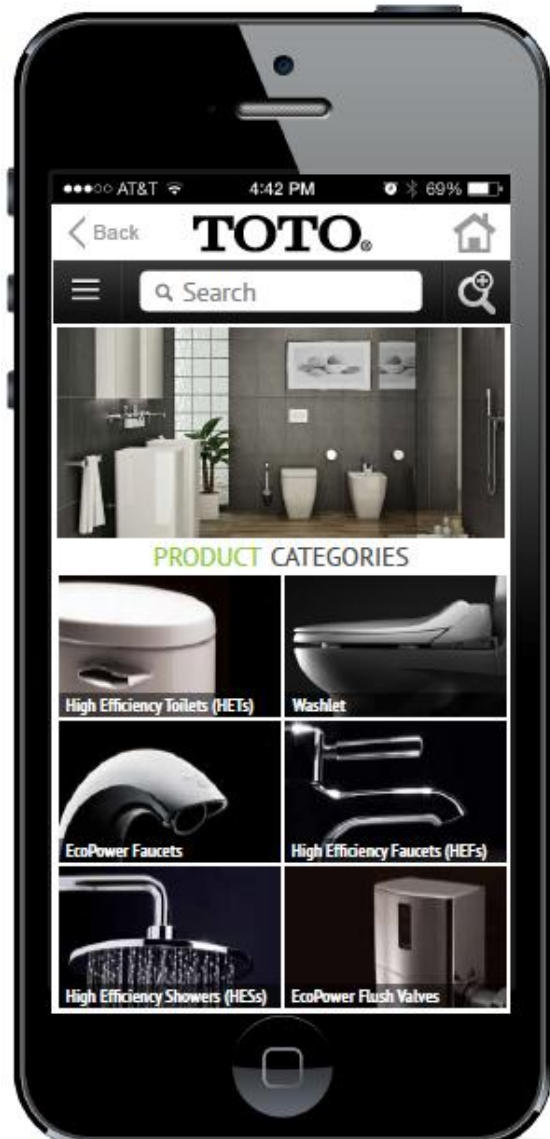 AT&T 4:42 PM 69%
Back TOTO®
Search
PRODUCT CATEGORIES
High Efficiency Toilets (HETs) Washlet
EcoPower Faucets High Efficiency Faucets (HEFs)
High Efficiency Showers (HESs) EcoPower Flush Valves